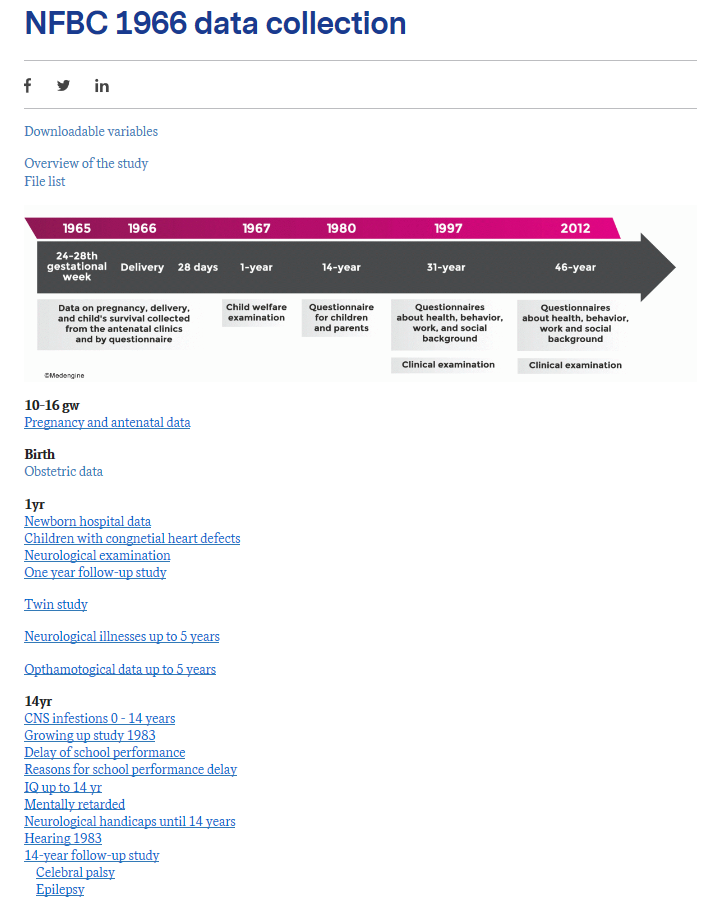 NFBC 1966 data collection
Downloadable variables
Overview of the study
File list
1965 1966 1967 1980 1997 2012
24-28th
gestational
week
Delivery 28 days 1-year 14-year 31-year 46-year
Data on pregnancy, delivery,
and child's survival collected
from the antenatal clinics
and by questionnaire
Child welfare
examination
Questionnaire
for children
and parents
Questionnaires
about health, behavior,
work, and social
background
Clinical examination
Questionnaires
about health, behavior,
work and social
background
Clinical examination
©Medengine
10-16 gw
Pregnancy and antenatal data
Birth
Obstetric data
1yr
Newborn hospital data
Children with congnetial heart defects
Neurological examination
One year follow-up study
Twin study
Neurological illnesses up to 5 years
Opthamotogical data up to 5 years
14yr
CNS infestions 0 - 14 years
Growing up study 1983
Delay of school performance
Reasons for school performance delay
IQ up to 14 yr
Mentally retarded
Neurological handicaps until 14 years
Hearing 1983
14-year follow-up study
Celebral palsy
Epilepsy